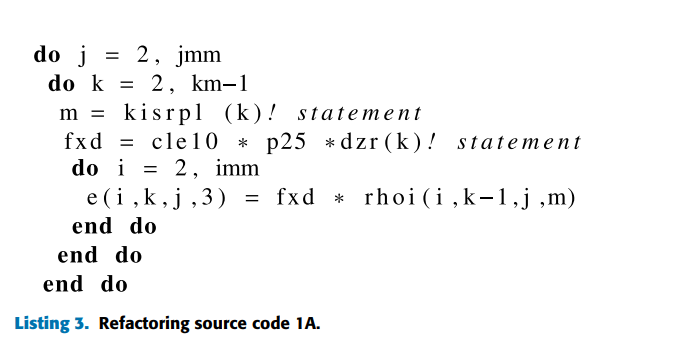 do j = 2, jmm
do k = 2, km−1
m = kisrpl (k)! statement
fxd = cle10 * p25 *dzr(k)! statement
do i = 2, imm
e(i,k,j,3) = fxd * rhoi(i,k−1,j,m)
end do
end do
end do
Listing 3. Refactoring source code 1A.